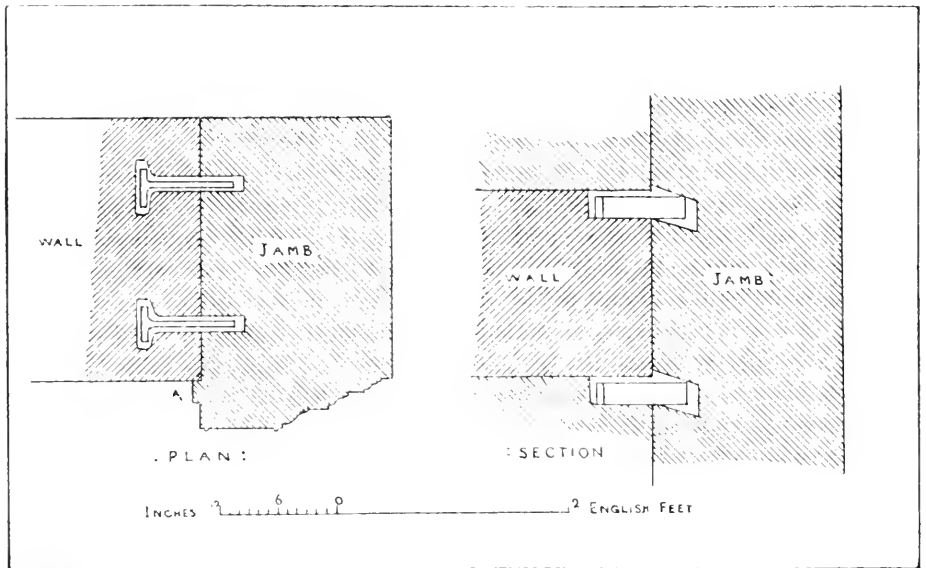 WALL
JAMB
A
. PLAN :
WALL
JAMB
: SECTION
INCHES 12 6 0 2 ENGLISH FEET